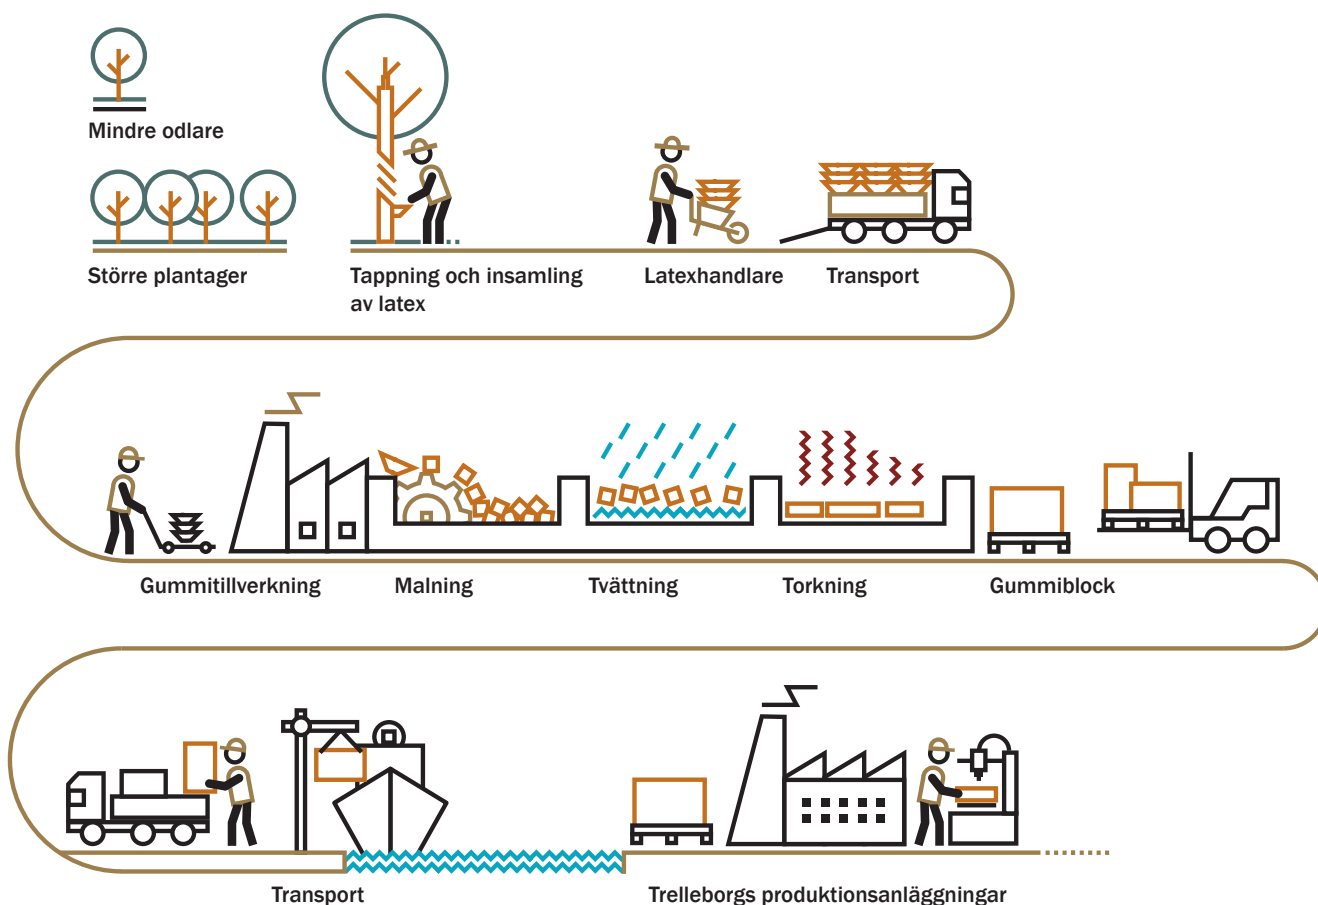 Mindre odlare
Större plantager
Tappning och insamling
av latex
Latexhandlare
Transport
Gummitillverkning
Malning
Tvättning
Torkning
Gummiblock
Transport
Trelleborgs produktionsanläggningar